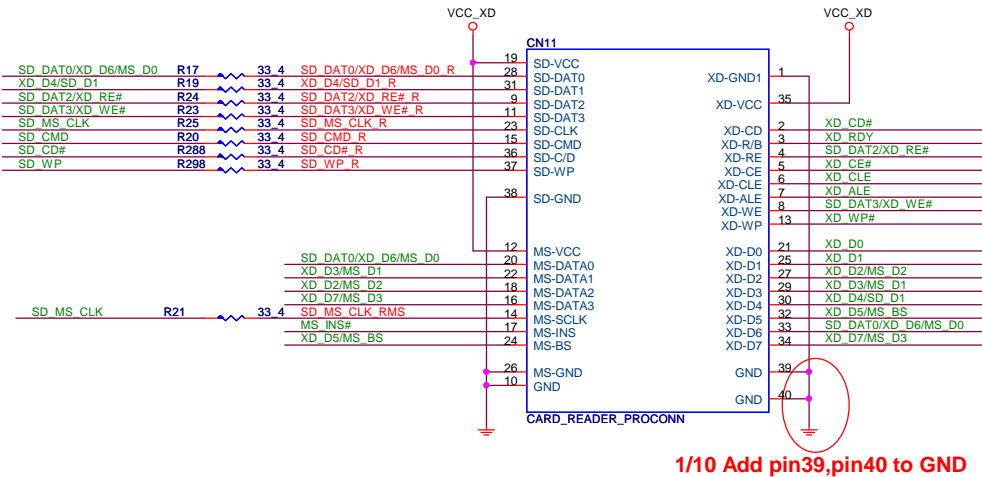 VCC_XD VCC_XD
CN11
19 SD-VCC
SD_DAT0/XD_D6/MS_D0 R17 33_4 SD_DAT0/XD_D6/MS_D0_R 28 SD-DAT0 XD-GND1 1
XD_D4/SD_D1 R19 33_4 XD_D4/SD_D1_R 31 SD-DAT1
SD_DAT2/XD_RE# R24 33_4 SD_DAT2/XD_RE#_R 9 SD-DAT2 XD-VCC 35
SD_DAT3/XD_WE# R23 33_4 SD_DAT3/XD_WE#_R 11 SD-DAT3
SD_MS_CLK R25 33_4 SD_MS_CLK_R 23 SD-CLK XD-CD 2 XD_CD#
SD_CMD R20 33_4 SD_CMD_R 15 SD-CMD XD-R/B 3 XD_RDY
SD_CD# R288 33_4 SD_CD#_R 36 SD-C/D XD-RE 4 SD_DAT2/XD_RE#
SD_WP R298 33_4 SD_WP_R 37 SD-WP XD-CE 5 XD_CE#
XD-CLE 6 XD_CLE
38 SD-GND XD-ALE 7 XD_ALE
XD-WE 8 SD_DAT3/XD_WE#
XD-WP 13 XD_WP#
12 MS-VCC XD-D0 21 XD_D0
SD_DAT0/XD_D6/MS_D0 20 MS-DATA0 XD-D1 25 XD_D1
XD_D3/MS_D1 22 MS-DATA1 XD-D2 27 XD_D2/MS_D2
XD_D2/MS_D2 18 MS-DATA2 XD-D3 29 XD_D3/MS_D1
XD_D7/MS_D3 16 MS-DATA3 XD-D4 30 XD_D4/SD_D1
SD_MS_CLK R21 33_4 SD_MS_CLK_RMS 14 MS-SCLK XD-D5 32 XD_D5/MS_BS
MS_INS# 17 MS-INS XD-D6 33 SD_DAT0/XD_D6/MS_D0
XD_D5/MS_BS 24 MS-BS XD-D7 34 XD_D7/MS_D3
26 MS-GND GND 39
10 GND
GND 40
CARD_READER_PROCONN
1/10 Add pin39,pin40 to GND